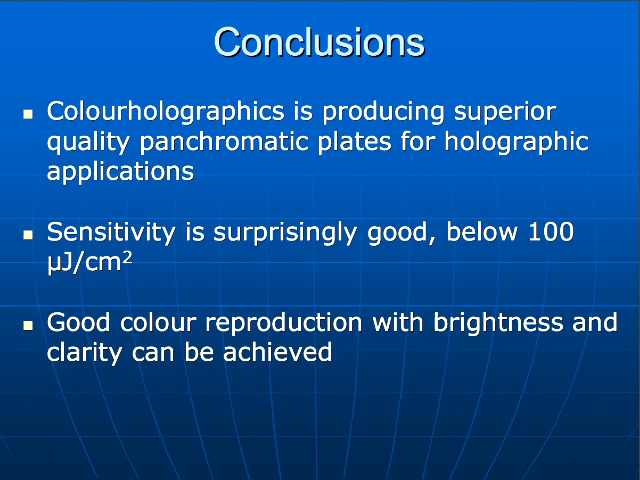 Conclusions
Colourholographics is producing superior
quality panchromatic plates for holographic
applications
Sensitivity is surprisingly good, below 100
µJ/cm²
Good colour reproduction with brightness and
clarity can be achieved